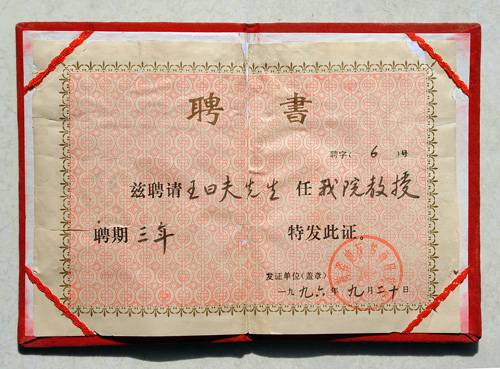 聘書
聘字( 6 )号
兹聘请王曰夫先生 任我院教授
聘期三年 特发此证。
发证单位(盖章)
一九九六年九月二十日